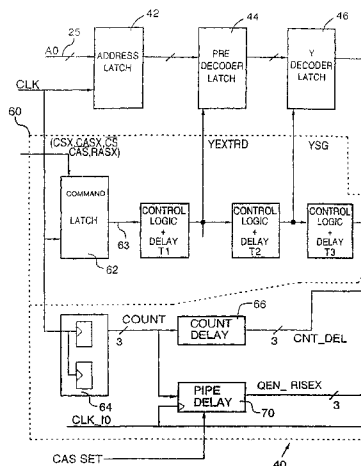 42
44
46
25
A0
ADDRESS
LATCH
PRE
DECODER
LATCH
Y
DECODER
LATCH
CLK
60
(CSX,CASX,CS
CAS,RASX)
YEXTRD
YSG
COMMAND
LATCH
63
CONTROL
LOGIC
+
DELAY
T1
CONTROL
LOGIC
+
DELAY
T2
CONTROL
LOGIC
+
DELAY
T3
62
66
COUNT
3
COUNT
DELAY
3
CNT_DEL
PIPE
DELAY
QEN_RISEX
3
64
70
CLK_I0
CAS SET
40